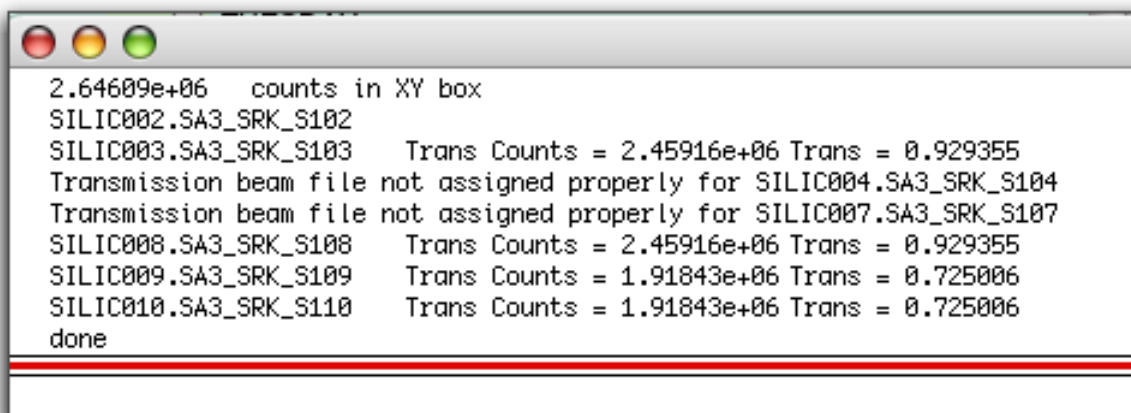 2.64609e+06 counts in XY box
SILIC002.SA3_SRK_S102
SILIC003.SA3_SRK_S103 Trans Counts = 2.45916e+06 Trans = 0.929355
Transmission beam file not assigned properly for SILIC004.SA3_SRK_S104
Transmission beam file not assigned properly for SILIC007.SA3_SRK_S107
SILIC008.SA3_SRK_S108 Trans Counts = 2.45916e+06 Trans = 0.929355
SILIC009.SA3_SRK_S109 Trans Counts = 1.91843e+06 Trans = 0.725006
SILIC010.SA3_SRK_S110 Trans Counts = 1.91843e+06 Trans = 0.725006
done